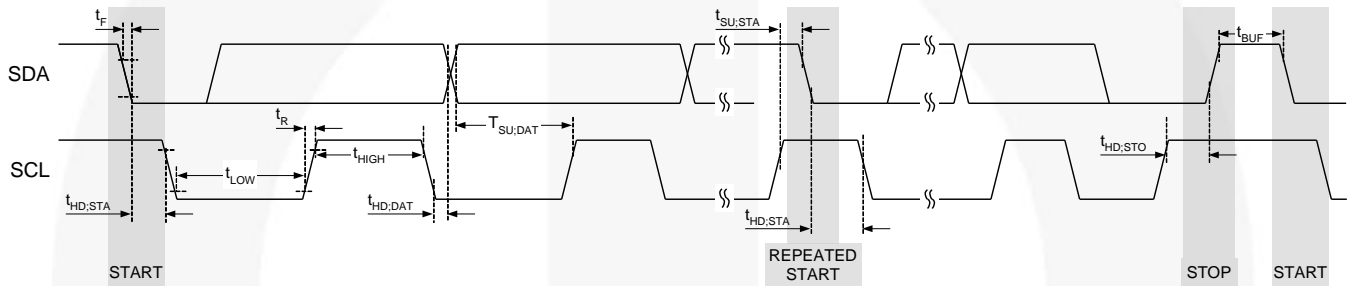 tF
tSU;STA
tBUF
SDA
tR
TSU;DAT
tHIGH
SCL
tLOW
tHD;STO
tHD;STA
tHD;DAT
tHD;STA
START
REPEATED
START
STOP
START